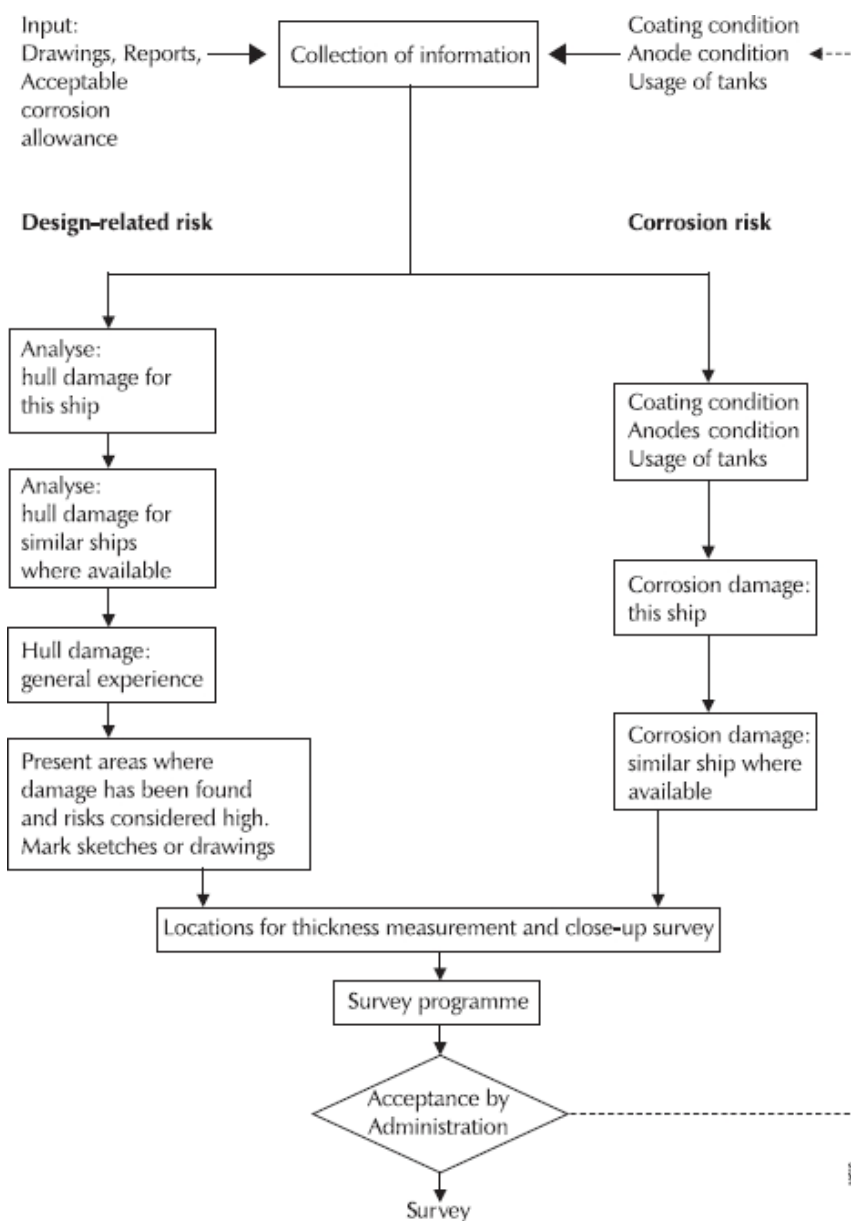 Input:
Drawings, Reports,
Acceptable
corrosion
allowance
Collection of information
Coating condition
Anode condition
Usage of tanks
Design–related risk
Corrosion risk
Analyse:
hull damage for
this ship
Analyse:
hull damage for
similar ships
where available
Hull damage:
general experience
Present areas where
damage has been found
and risks considered high.
Mark sketches or drawings
Coating condition
Anodes condition
Usage of tanks
Corrosion damage:
this ship
Corrosion damage:
similar ship where
available
Locations for thickness measurement and close–up survey
Survey programme
Acceptance by
Administration
Survey